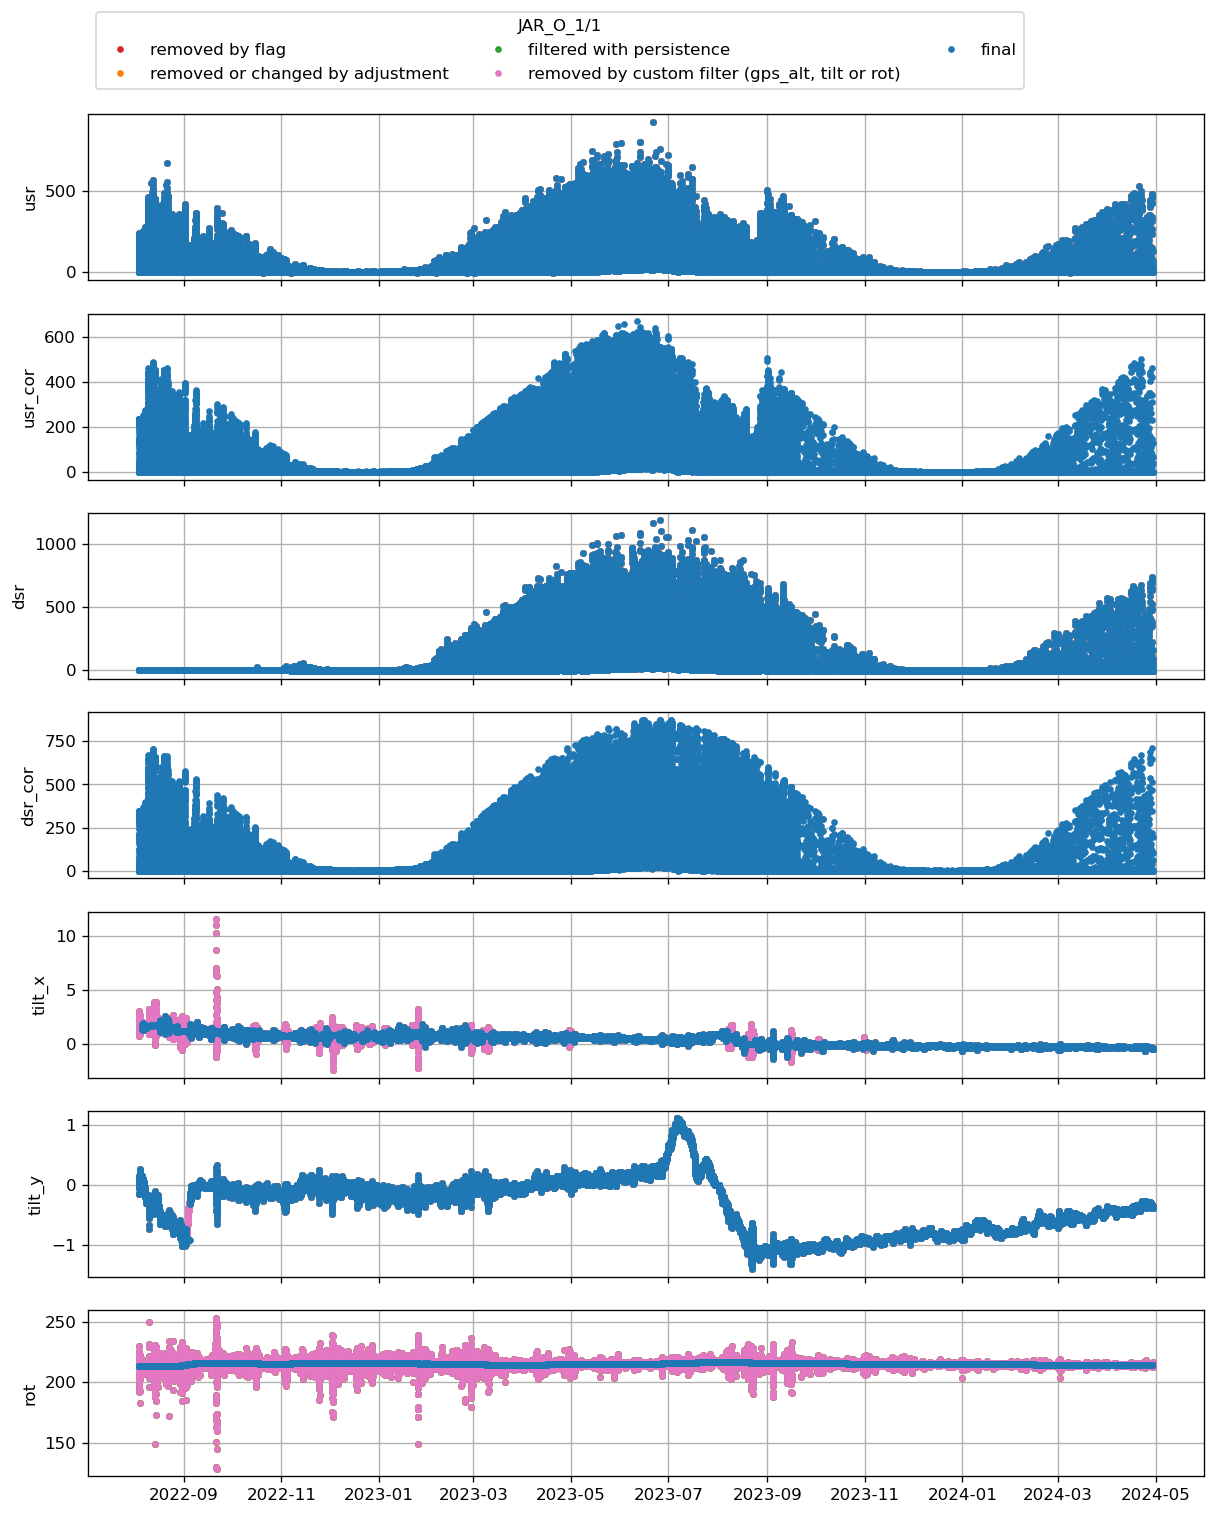 JAR_O_1/1
removed by flag
filtered with persistence
final
removed or changed by adjustment
removed by custom filter (gps_alt, tilt or rot)
500
0
usr
600
400
200
0
usr_cor
1000
500
0
dsr
750
500
250
0
dsr_cor
10
5
0
tilt_x
1
0
−1
tilt_y
250
200
150
rot
2022-09 2022-11 2023-01 2023-03 2023-05 2023-07 2023-09 2023-11 2024-01 2024-03 2024-05